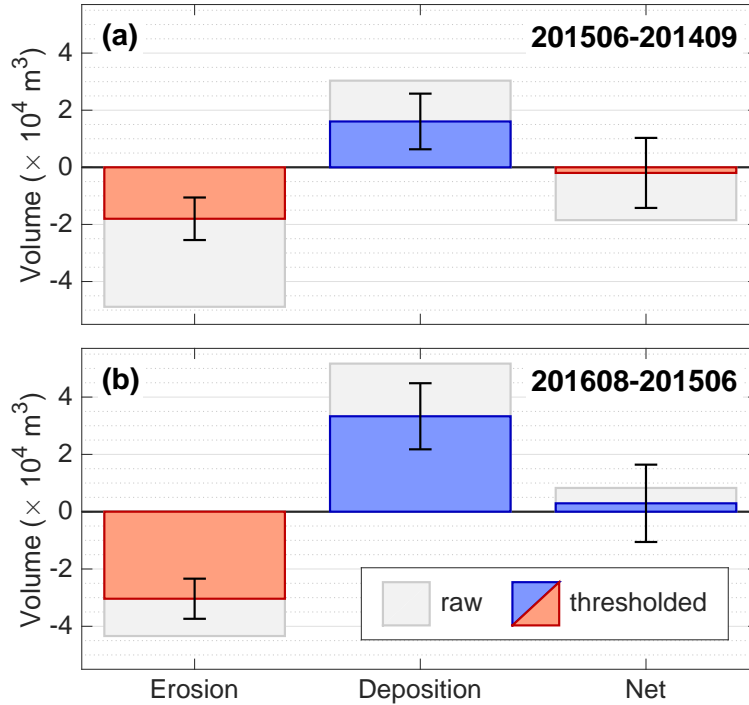 (a)
201506-201409
4
2
0
-2
-4
Volume (× 10⁴ m³)
(b)
201608-201506
4
2
0
-2
-4
Volume (× 10⁴ m³)
raw
thresholded
Erosion
Deposition
Net